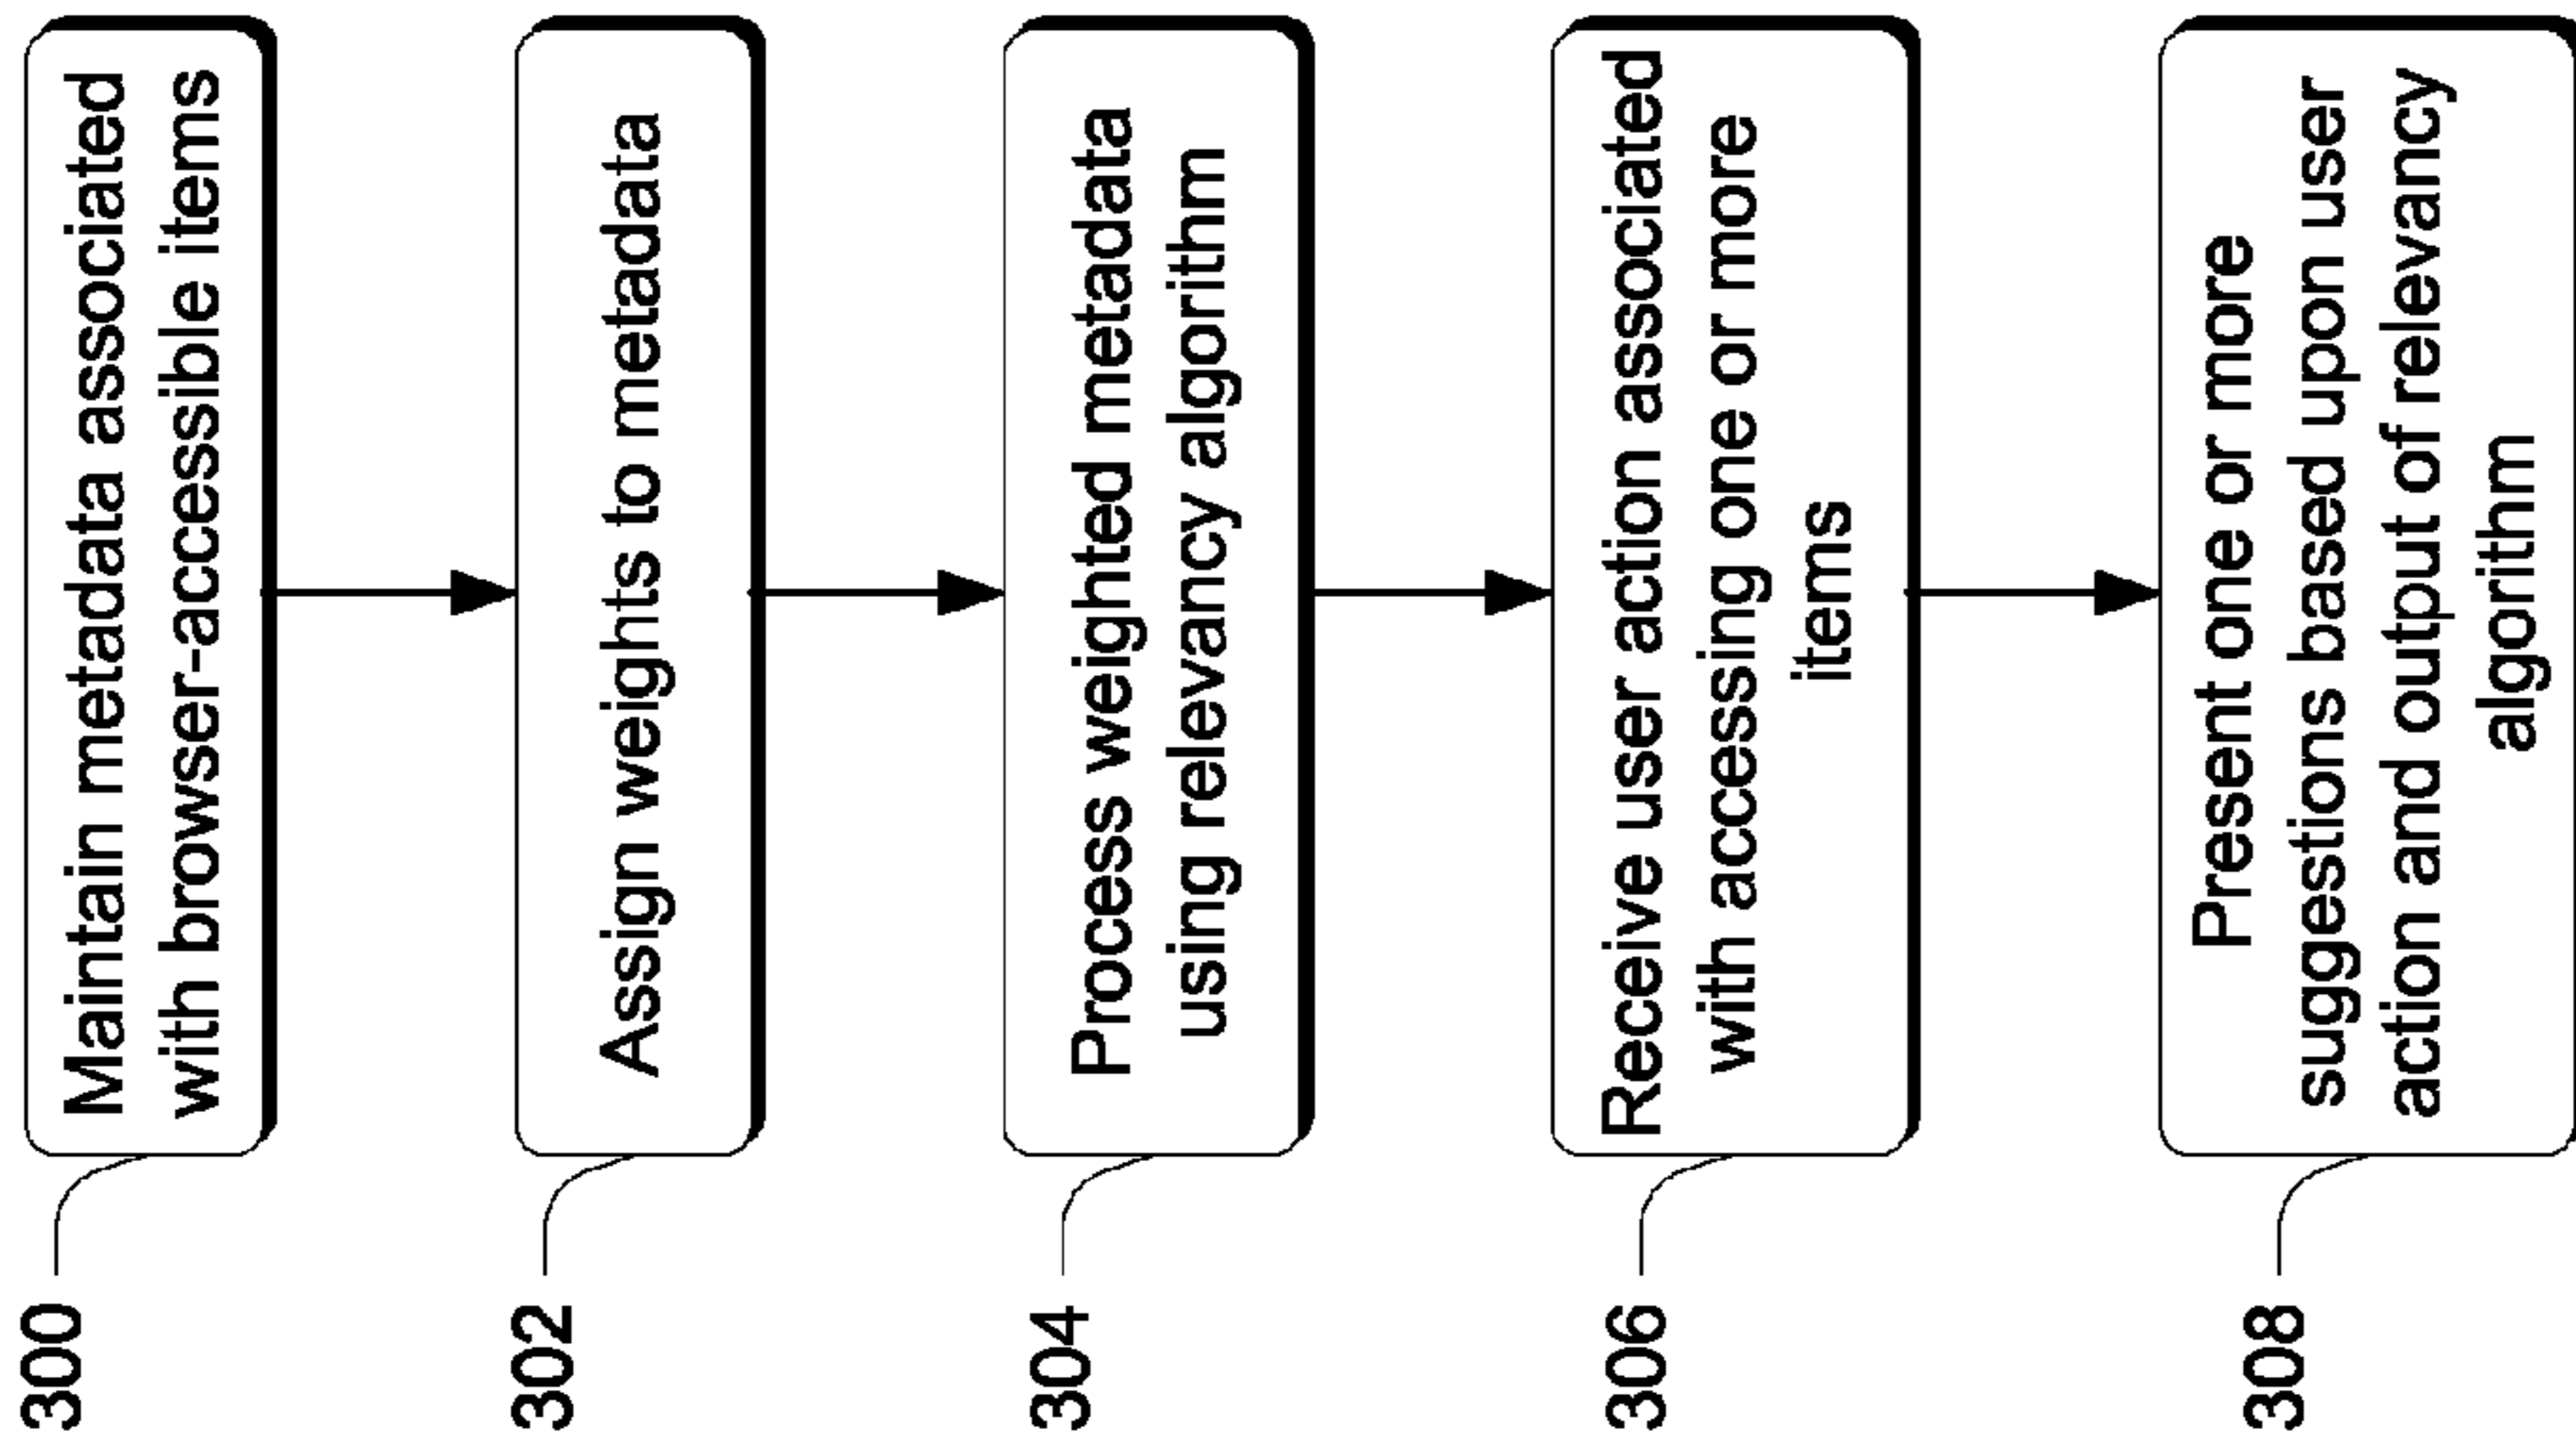 300
Maintain metadata associated
with browser-accessible items
302
Assign weights to metadata
304
Process weighted metadata
using relevancy algorithm
306
Receive user action associated
with accessing one or more
items
308
Present one or more
suggestions based upon user
action and output of relevancy
algorithm